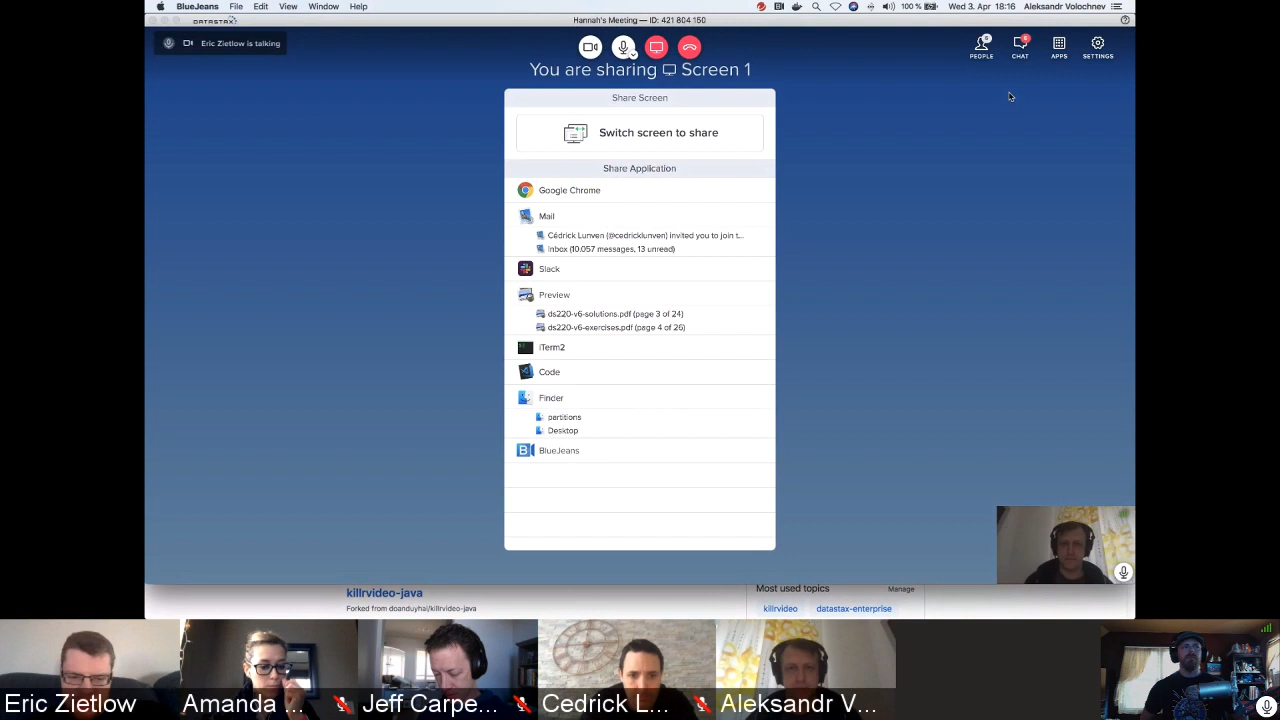 BlueJeans File Edit View Window Help
100 % Wed 3. Apr 18:16 Aleksandr Volochnev
DATASTAX
Hannah's Meeting — ID: 421 804 150
Eric Zietlow is talking
6
8
PEOPLE CHAT APPS SETTINGS
You are sharing Screen 1
Share Screen
Switch screen to share
Share Application
Google Chrome
Mail
Cédrick Lunven (@cedricklunven) invited you to join t...
Inbox (10.057 messages, 13 unread)
Slack
Preview
ds220-v6-solutions.pdf (page 3 of 24)
ds220-v6-exercises.pdf (page 4 of 26)
iTerm2
Code
Finder
partitions
Desktop
BlueJeans
killrvideo-java
Forked from doanduyhai/killrvideo-java
Most used topics Manage
killrvideo datastax-enterprise
Eric Zietlow
Amanda ...
Jeff Carpe...
Cedrick L...
Aleksandr V...